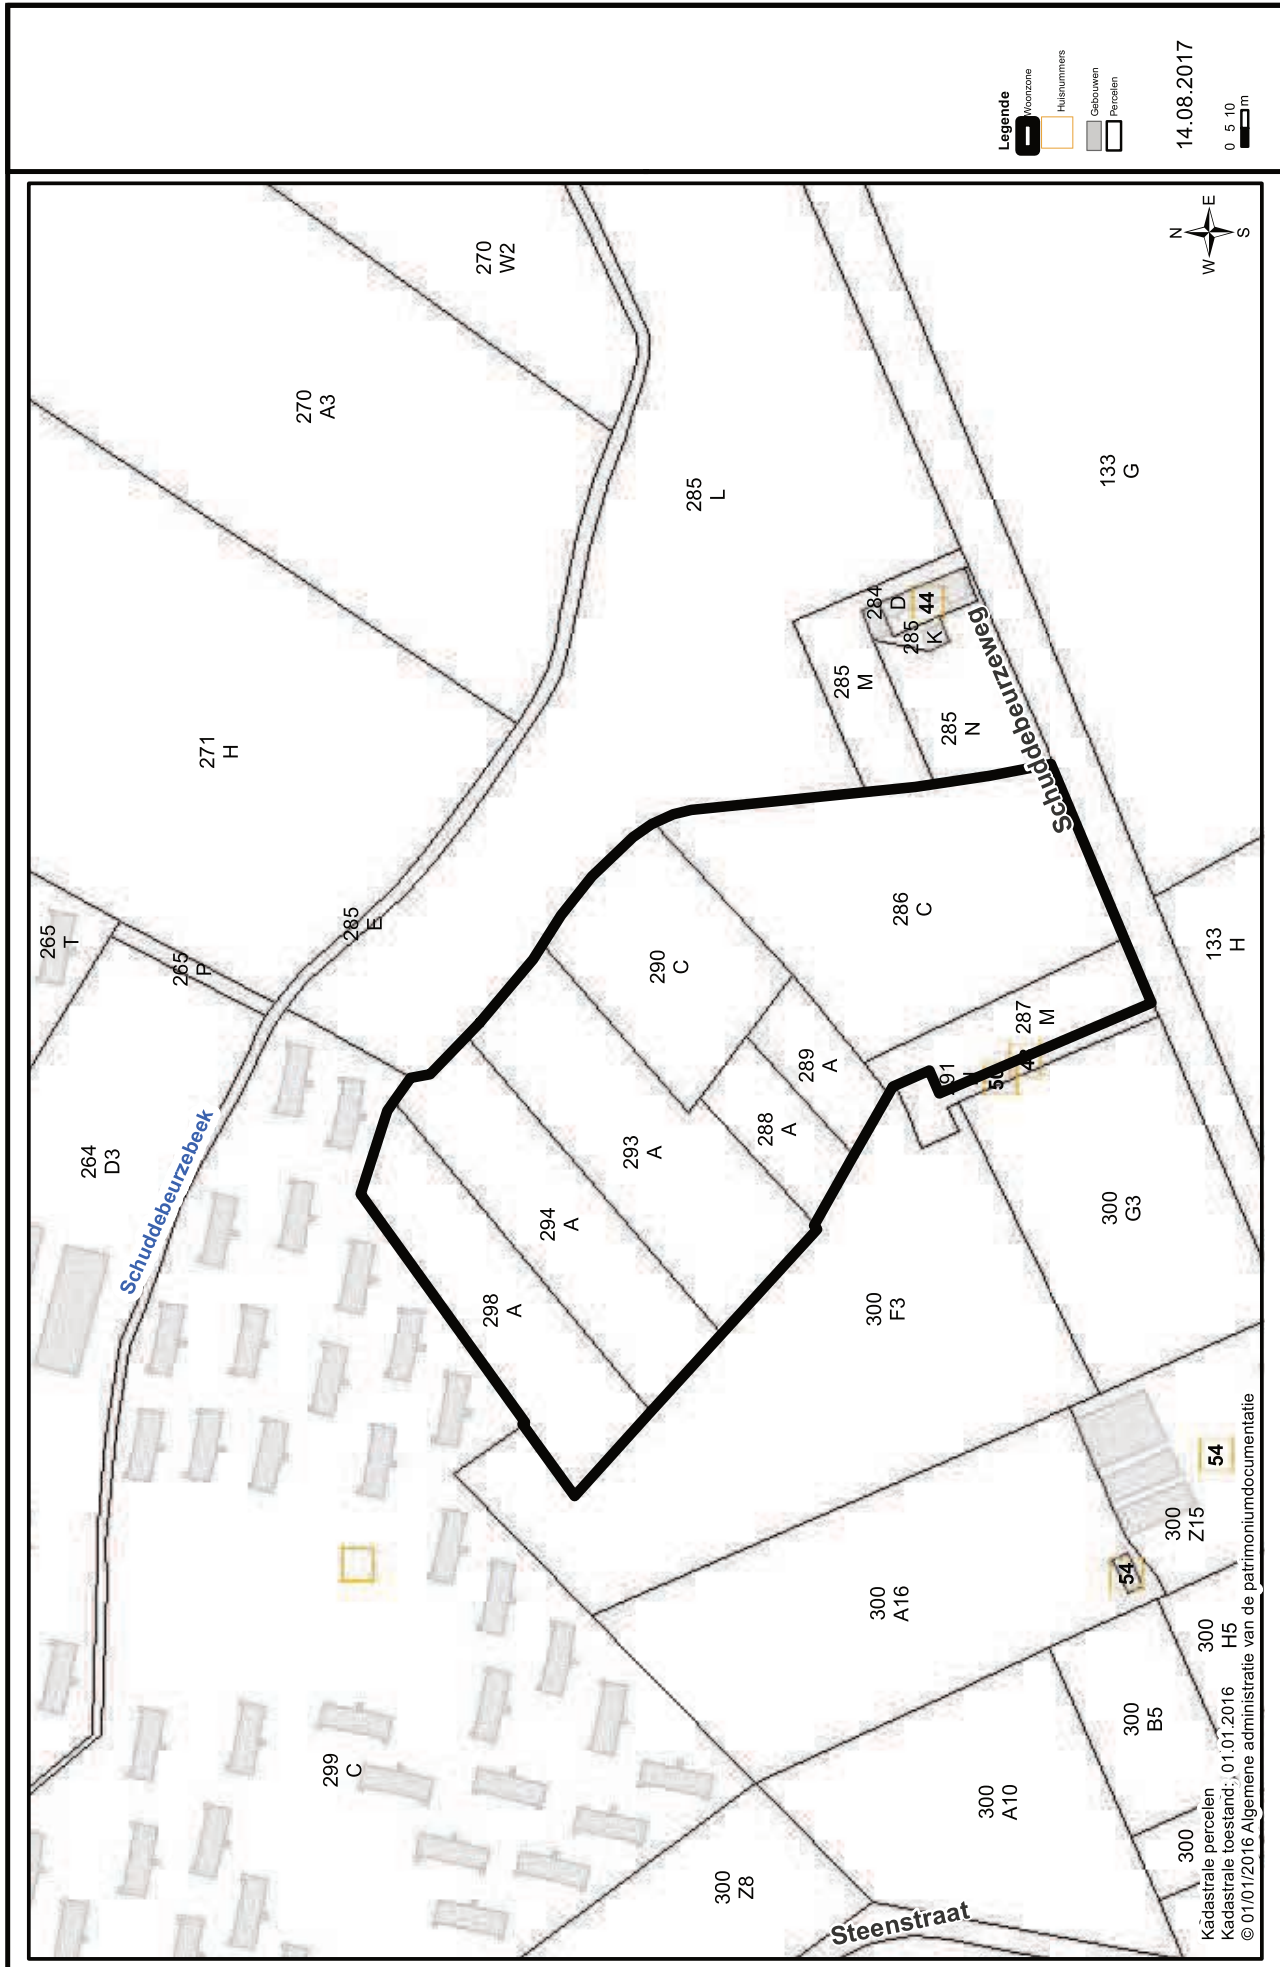 Legende
Woonzone
Huisnummers
Gebouwen
Percelen
14.08.2017
0 5 10
m
N
W
E
S
270
W2
270
A3
271
H
265
T
265
P
285
E
264
D3
Schuddebeurzebeek
285
L
133
G
284
D
44
285
K
285
M
285
N
Schuddebeurzeweg
286
C
290
C
133
H
287
M
289
A
288
A
293
A
294
A
298
A
300
G3
300
F3
54
300
Z15
54
300
A16
300
H5
300
B5
300
A10
300
299
C
300
Z8
Steenstraat
Kadastrale percelen
Kadastrale toestand: 01.01.2016
© 01/01/2016 Algemene administratie van de patrimoniumdocumentatie